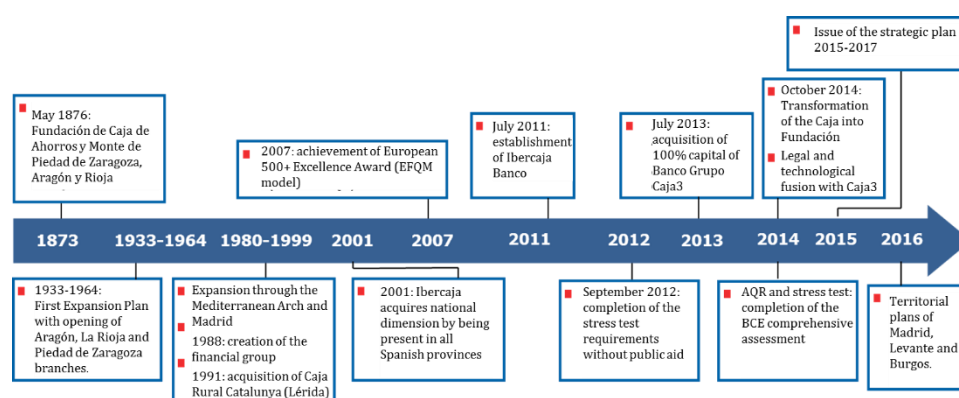 Issue of the strategic plan
2015-2017
May 1876:
Fundación de Caja de
Ahorros y Monte de
Piedad de Zaragoza,
Aragón y Rioja
2007: achievement of European
500+ Excellence Award (EFQM
model)
July 2011:
establishment
of Ibercaja
Banco
July 2013:
acquisition of
100% capital of
Banco Grupo
Caja3
October 2014:
Transformation
of the Caja into
Fundación
Legal and
technological
fusion with Caja3
1873 1933-1964 1980-1999 2001 2007 2011 2012 2013 2014 2015 2016
1933-1964:
First Expansion Plan
with opening of
Aragón, La Rioja and
Piedad de Zaragoza
branches.
Expansion through the
Mediterranean Arch and
Madrid
1988: creation of the
financial group
1991: acquisition of Caja
Rural Catalunya (Lérida)
2001: Ibercaja
acquires national
dimension by being
present in all
Spanish provinces
September 2012:
completion of the
stress test
requirements
without public aid
AQR and stress test:
completion of the
BCE comprehensive
assessment
Territorial
plans of
Madrid,
Levante and
Burgos.